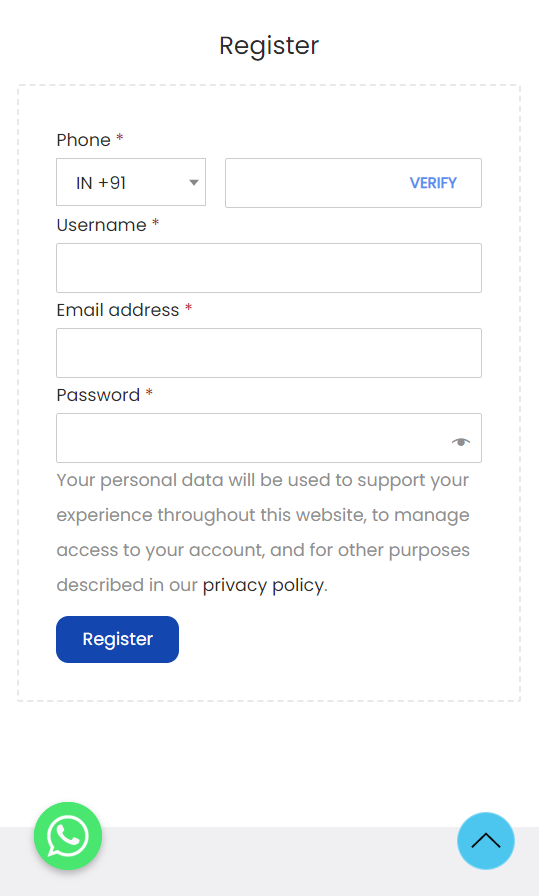 Register
Phone *
IN +91 VERIFY
Username *
Email address *
Password *
Your personal data will be used to support your
experience throughout this website, to manage
access to your account, and for other purposes
described in our privacy policy.
Register